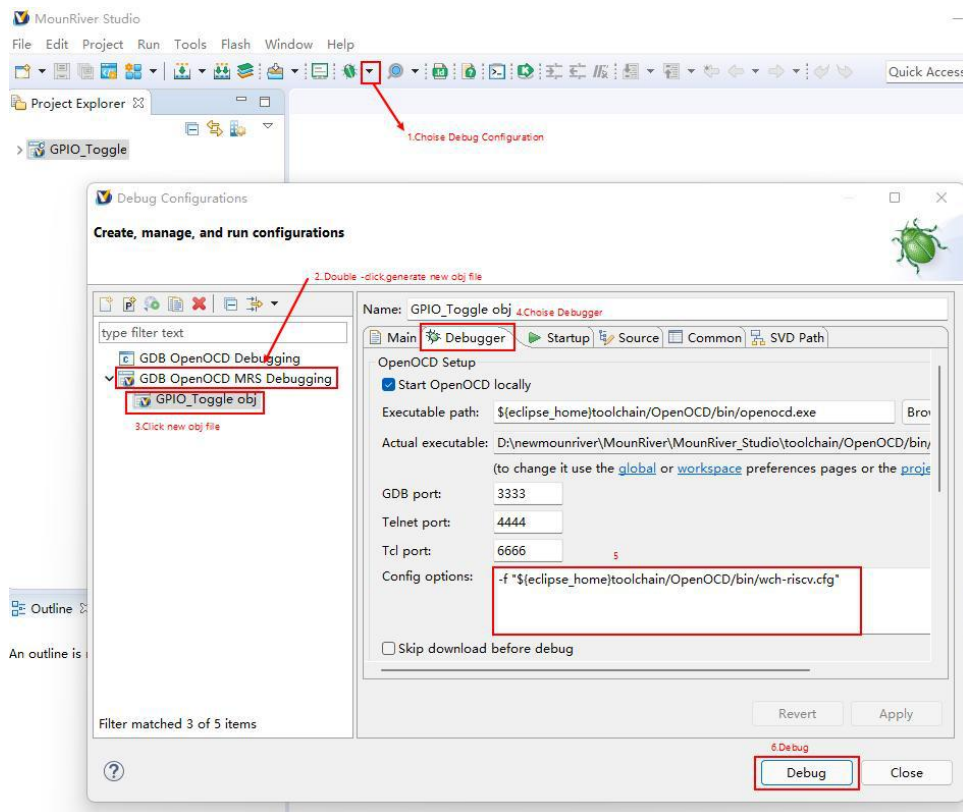 MounRiver Studio
File Edit Project Run Tools Flash Window Help
Quick Access
Project Explorer
1.Choise Debug Configuration
GPIO_Toggle
Debug Configurations
Create, manage, and run configurations
2.Double -click,generate new obj file
Name: GPIO_Toggle obj 4.Choise Debugger
type filter text
Main Debugger Startup Source Common SVD Path
GDB OpenOCD Debugging
GDB OpenOCD MRS Debugging
GPIO_Toggle obj
3.Click new obj file
OpenOCD Setup
Start OpenOCD locally
Executable path: ${eclipse_home}toolchain/OpenOCD/bin/openocd.exe Brow
Actual executable: D:\newmounriver\MounRiver\MounRiver_Studio\toolchain/OpenOCD/bin/
(to change it use the global or workspace preferences pages or the proje
GDB port: 3333
Telnet port: 4444
Tcl port: 6666
5
Config options: -f "${eclipse_home}toolchain/OpenOCD/bin/wch-riscv.cfg"
Skip download before debug
Outline
An outline is
Filter matched 3 of 5 items
Revert Apply
6.Debug
Debug Close